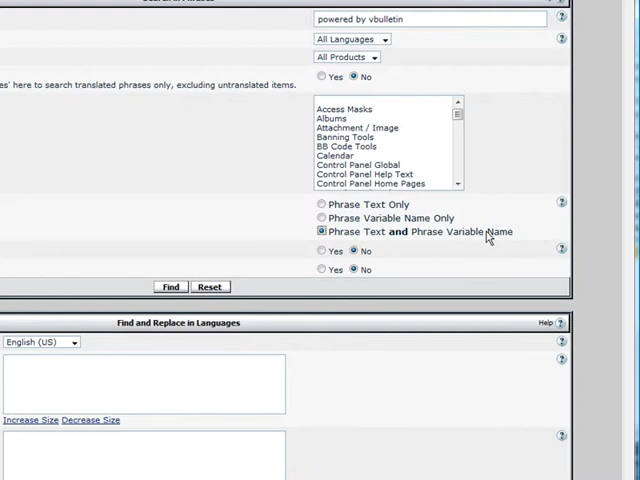 Search in Phrases
powered by vbulletin
All Languages
All Products
Yes No
es' here to search translated phrases only, excluding untranslated items.
Access Masks
Albums
Attachment / Image
Banning Tools
BB Code Tools
Calendar
Control Panel Global
Control Panel Help Text
Control Panel Home Pages
Phrase Text Only
Phrase Variable Name Only
Phrase Text and Phrase Variable Name
Yes No
Yes No
Find Reset
Find and Replace in Languages Help
English (US)
Increase Size Decrease Size